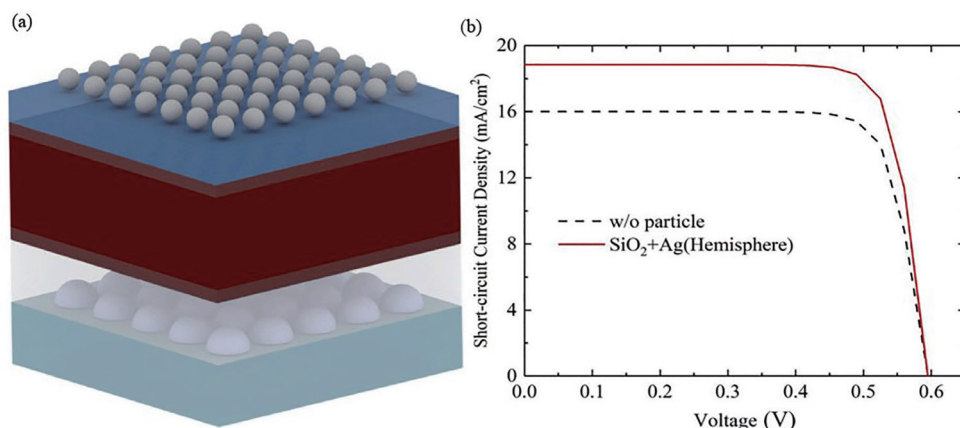 (a)
(b)
Short-circuit Current Density (mA/cm²)
20
16
12
8
4
0
w/o particle
SiO₂+Ag(Hemisphere)
0.0 0.1 0.2 0.3 0.4 0.5 0.6
Voltage (V)